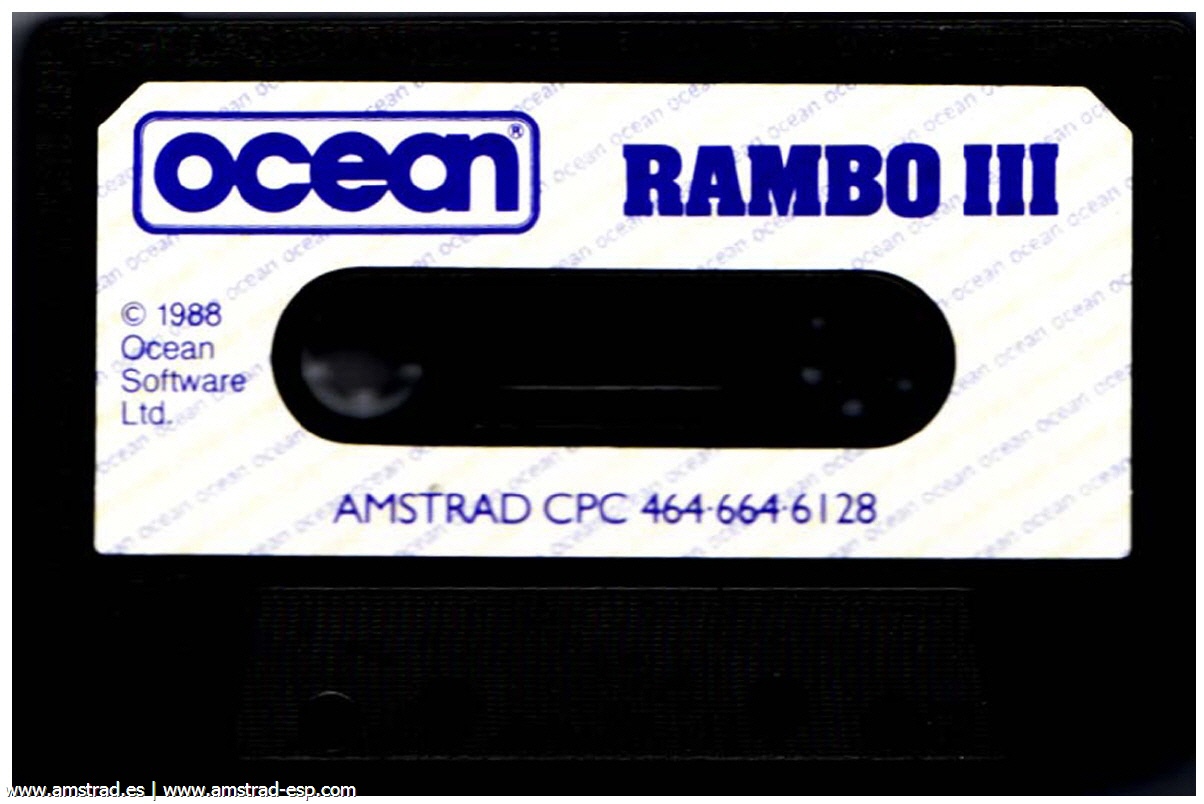 ocean®
RAMBO III
© 1988
Ocean
Software
Ltd.
AMSTRAD CPC 464·664·6128
www.amstrad.es | www.amstrad-esp.com